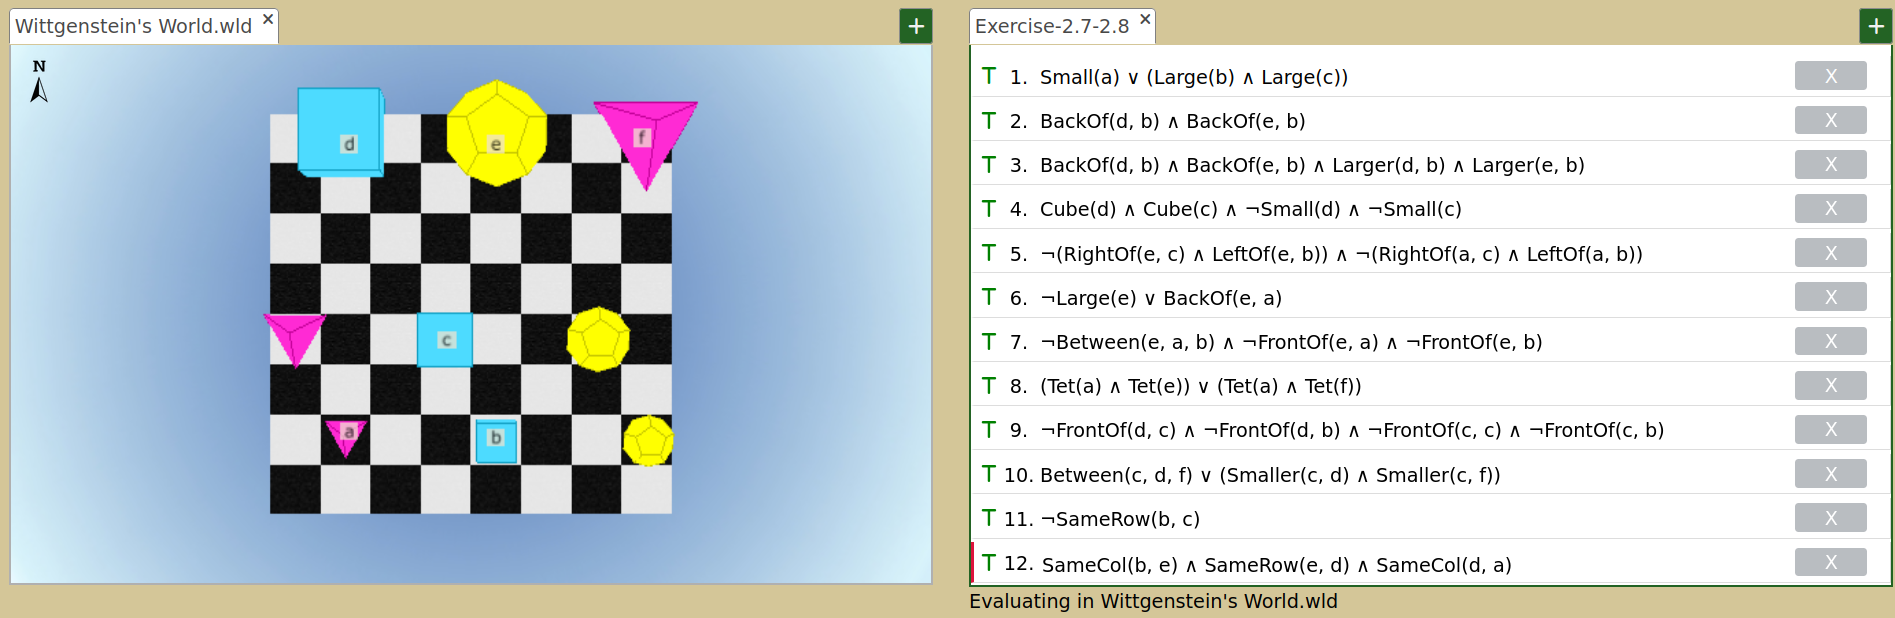 Wittgenstein's World.wld ×
+
Exercise-2.7-2.8 ×
+
N
d
e
f
c
a
b
T 1. Small(a) ∨ (Large(b) ∧ Large(c)) X
T 2. BackOf(d, b) ∧ BackOf(e, b) X
T 3. BackOf(d, b) ∧ BackOf(e, b) ∧ Larger(d, b) ∧ Larger(e, b) X
T 4. Cube(d) ∧ Cube(c) ∧ ¬Small(d) ∧ ¬Small(c) X
T 5. ¬(RightOf(e, c) ∧ LeftOf(e, b)) ∧ ¬(RightOf(a, c) ∧ LeftOf(a, b)) X
T 6. ¬Large(e) ∨ BackOf(e, a) X
T 7. ¬Between(e, a, b) ∧ ¬FrontOf(e, a) ∧ ¬FrontOf(e, b) X
T 8. (Tet(a) ∧ Tet(e)) ∨ (Tet(a) ∧ Tet(f)) X
T 9. ¬FrontOf(d, c) ∧ ¬FrontOf(d, b) ∧ ¬FrontOf(c, c) ∧ ¬FrontOf(c, b) X
T 10. Between(c, d, f) ∨ (Smaller(c, d) ∧ Smaller(c, f)) X
T 11. ¬SameRow(b, c) X
T 12. SameCol(b, e) ∧ SameRow(e, d) ∧ SameCol(d, a) X
Evaluating in Wittgenstein's World.wld